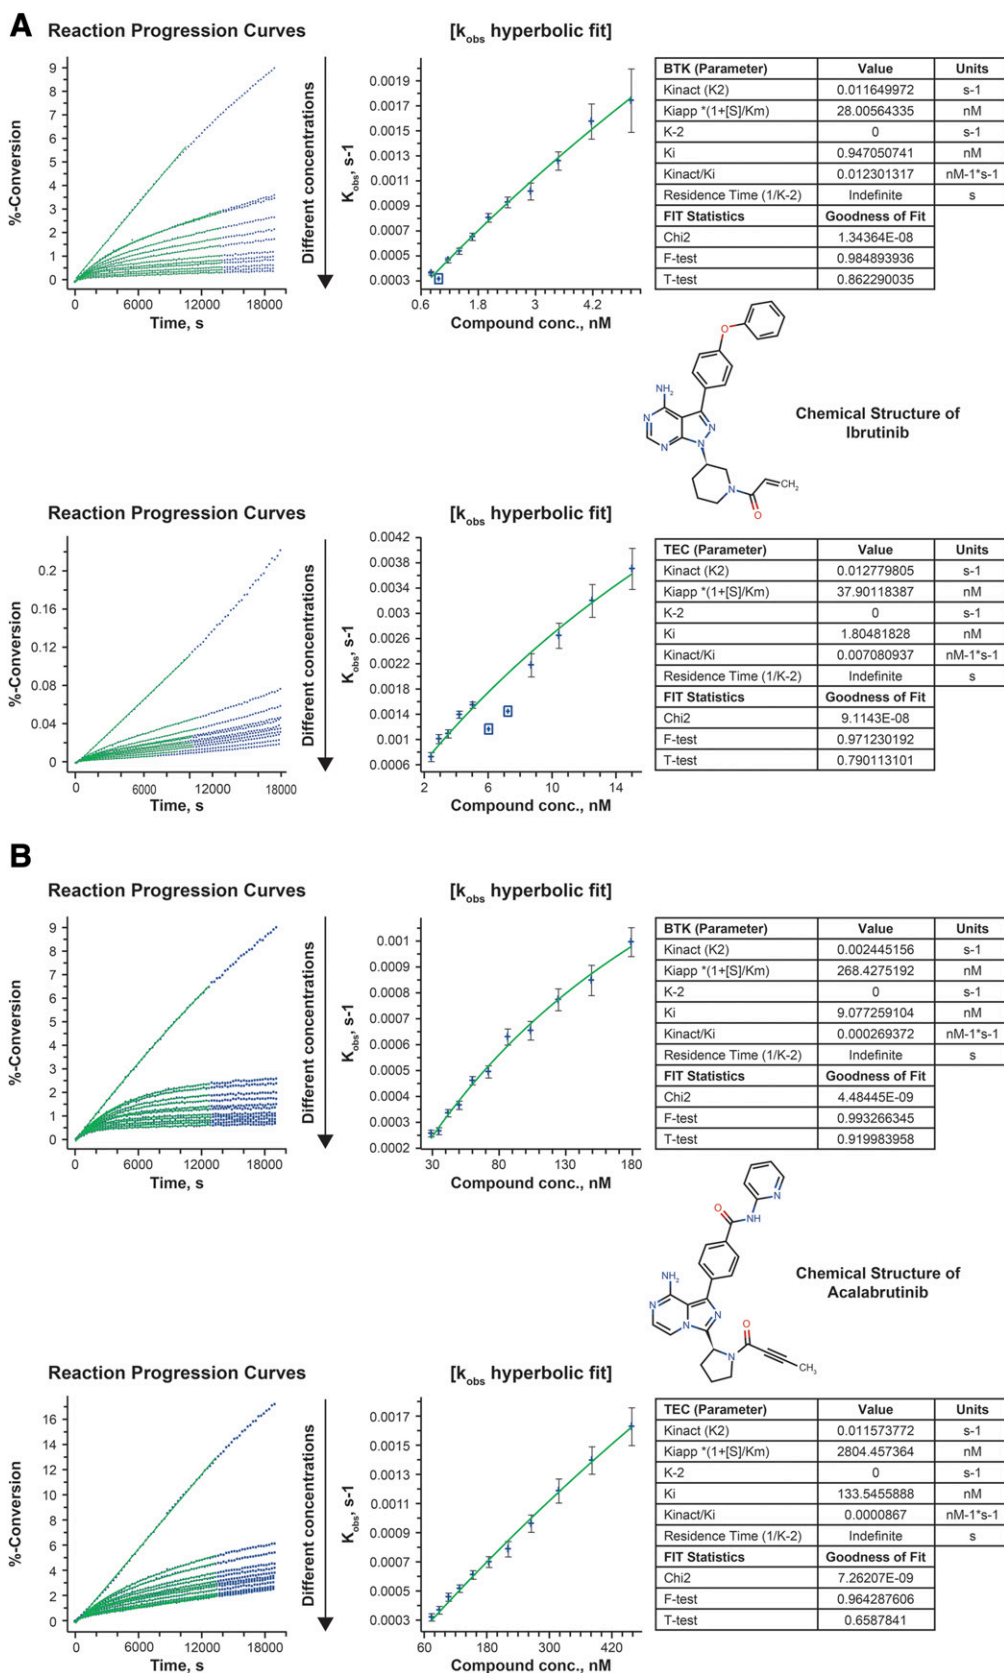 A
Reaction Progression Curves
[kobs hyperbolic fit]
%-Conversion
9
8
7
6
5
4
3
2
1
0
0 6000 12000 18000
Time, s
Different concentrations
Kobs, s-1
0.0019
0.0017
0.0015
0.0013
0.0011
0.0009
0.0007
0.0005
0.0003
0.6 1.8 3 4.2
Compound conc., nM
BTK (Parameter) Value Units
Kinact (K2) 0.011649972 s-1
Kiapp *(1+[S]/Km) 28.00564335 nM
K-2 0 s-1
Ki 0.947050741 nM
Kinact/Ki 0.012301317 nM-1*s-1
Residence Time (1/K-2) Indefinite s
FIT Statistics Goodness of Fit
Chi2 1.34364E-08
F-test 0.984893936
T-test 0.862290035
O
NH2
N
N
N
N
N
O
CH2
Chemical Structure of
Ibrutinib
Reaction Progression Curves
[kobs hyperbolic fit]
%-Conversion
0.2
0.16
0.12
0.08
0.04
0
0 6000 12000 18000
Time, s
Different concentrations
Kobs, s-1
0.0042
0.0034
0.003
0.0026
0.0022
0.0018
0.0014
0.001
0.0006
2 6 10 14
Compound conc., nM
TEC (Parameter) Value Units
Kinact (K2) 0.012779805 s-1
Kiapp *(1+[S]/Km) 37.90118387 nM
K-2 0 s-1
Ki 1.80481828 nM
Kinact/Ki 0.007080937 nM-1*s-1
Residence Time (1/K-2) Indefinite s
FIT Statistics Goodness of Fit
Chi2 9.1143E-08
F-test 0.971230192
T-test 0.790113101
B
Reaction Progression Curves
[kobs hyperbolic fit]
%-Conversion
9
8
7
6
5
4
3
2
1
0
0 6000 12000 18000
Time, s
Different concentrations
Kobs, s-1
0.001
0.0009
0.0008
0.0007
0.0006
0.0005
0.0004
0.0003
0.0002
30 60 90 130 150 180
Compound conc., nM
BTK (Parameter) Value Units
Kinact (K2) 0.002445156 s-1
Kiapp *(1+[S]/Km) 268.4275192 nM
K-2 0 s-1
Ki 9.077259104 nM
Kinact/Ki 0.000269372 nM-1*s-1
Residence Time (1/K-2) Indefinite s
FIT Statistics Goodness of Fit
Chi2 4.48445E-09
F-test 0.993266345
T-test 0.919983958
N
O
NH
NH2
N
N
N
N
O
CH3
Chemical Structure of
Acalabrutinib
Reaction Progression Curves
[kobs hyperbolic fit]
%-Conversion
16
14
12
10
8
6
4
2
0
0 6000 12000 18000
Time, s
Different concentrations
Kobs, s-1
0.0017
0.0015
0.0013
0.0011
0.0009
0.0007
0.0005
0.0003
60 180 300 420
Compound conc., nM
TEC (Parameter) Value Units
Kinact (K2) 0.011573772 s-1
Kiapp *(1+[S]/Km) 2804.457364 nM
K-2 0 s-1
Ki 133.5455888 nM
Kinact/Ki 0.0000867 nM-1*s-1
Residence Time (1/K-2) Indefinite s
FIT Statistics Goodness of Fit
Chi2 7.26207E-09
F-test 0.964287606
T-test 0.6587841